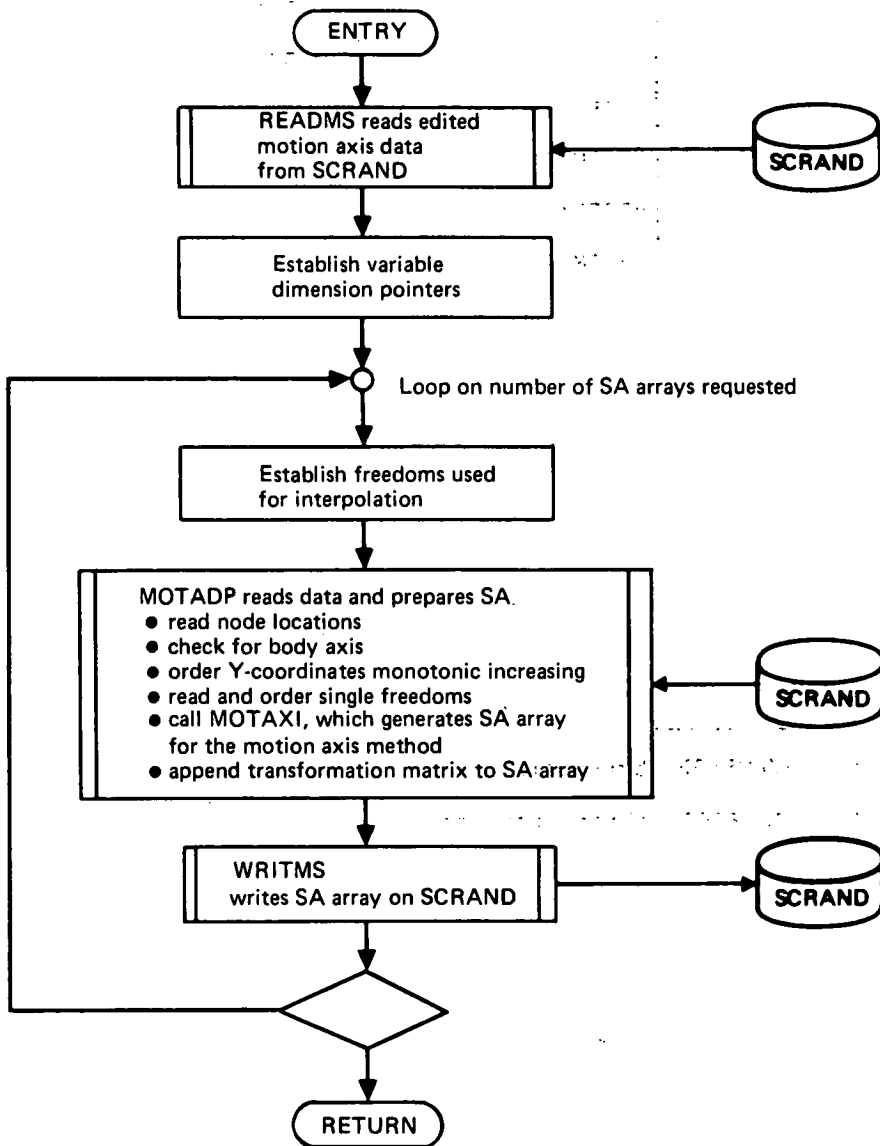 ENTRY
READMS reads edited
motion axis data
from SCRAND
SCRAND
Establish variable
dimension pointers
Loop on number of SA arrays requested
Establish freedoms used
for interpolation
MOTADP reads data and prepares SA
● read node locations
● check for body axis
● order Y-coordinates monotonic increasing
● read and order single freedoms
● call MOTAXI, which generates SA array
for the motion axis method
● append transformation matrix to SA array
SCRAND
WRITMS
writes SA array on SCRAND
SCRAND
RETURN